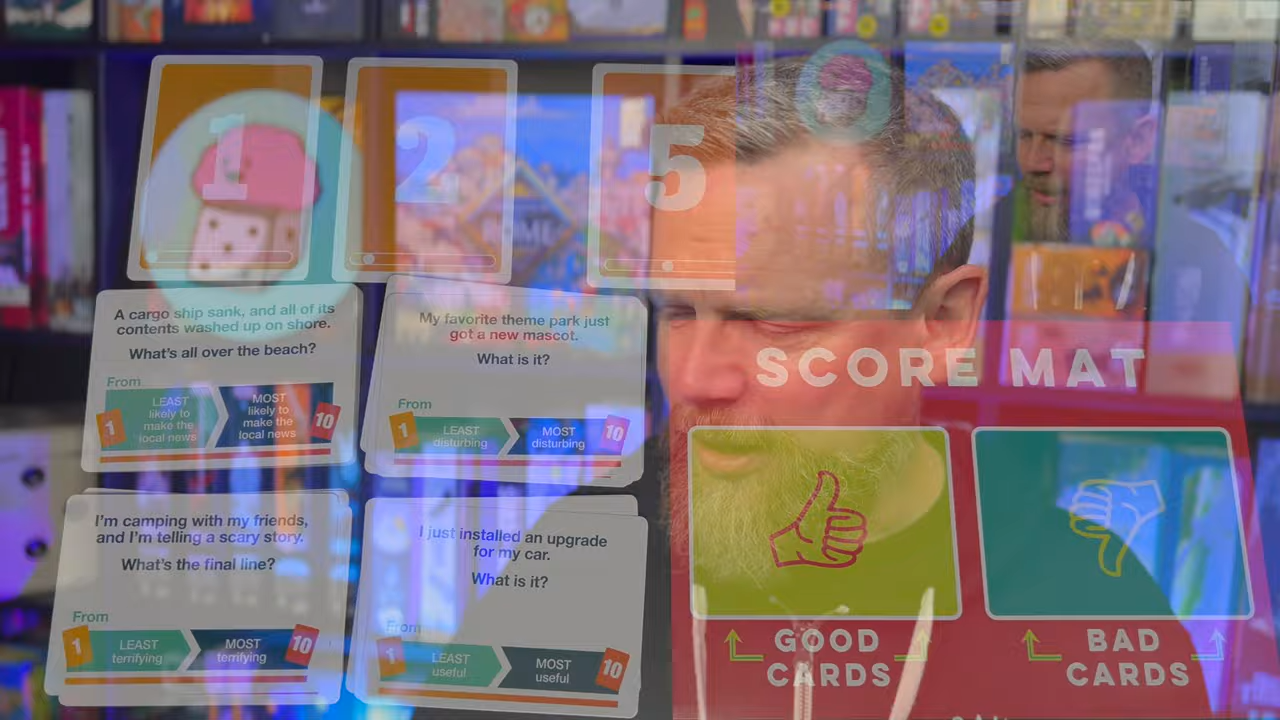 1
2
5
A cargo ship sank, and all of its
contents washed up on shore.
What's all over the beach?
From
1
LEAST
likely to
make the
local news
MOST
likely to
make the
local news
10
My favorite theme park just
got a new mascot.
What is it?
From
1
LEAST
disturbing
MOST
disturbing
10
I'm camping with my friends,
and I'm telling a scary story.
What's the final line?
From
1
LEAST
terrifying
MOST
terrifying
10
I just installed an upgrade
for my car.
What is it?
From
1
LEAST
useful
MOST
useful
10
SCORE MAT
GOOD
CARDS
BAD
CARDS